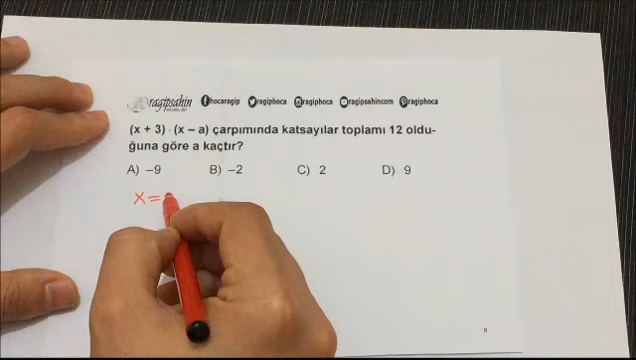 ragipsahin hocaragip ragiphoca ragiphoca ragipsahincom ragiphoca
(x + 3) · (x – a) çarpımında katsayılar toplamı 12 oldu-
ğuna göre a kaçtır?
A) –9 B) –2 C) 2 D) 9
x =
9